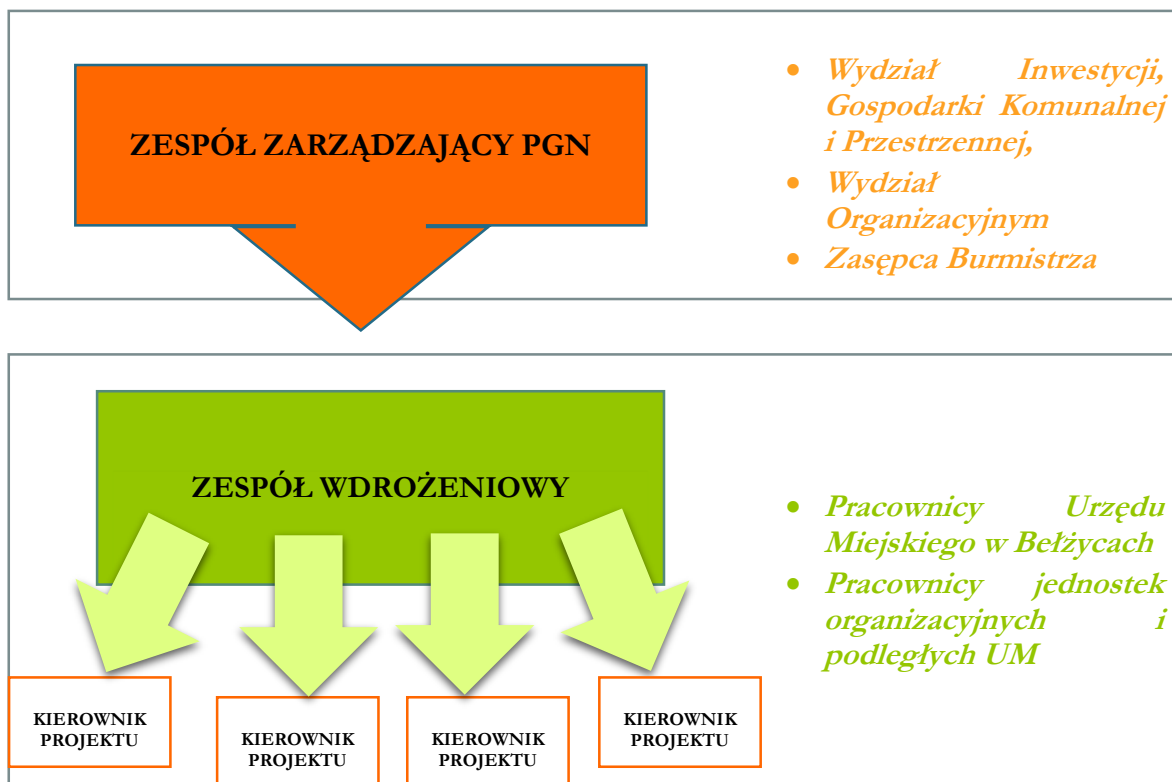 ZESPÓŁ ZARZĄDZAJĄCY PGN
• Wydział Inwestycji,
Gospodarki Komunalnej
i Przestrzennej,
• Wydział
Organizacyjnym
• Zasępca Burmistrza
ZESPÓŁ WDROŻENIOWY
• Pracownicy Urzędu
Miejskiego w Bełżycach
• Pracownicy jednostek
organizacyjnych i
podległych UM
KIEROWNIK
PROJEKTU
KIEROWNIK
PROJEKTU
KIEROWNIK
PROJEKTU
KIEROWNIK
PROJEKTU